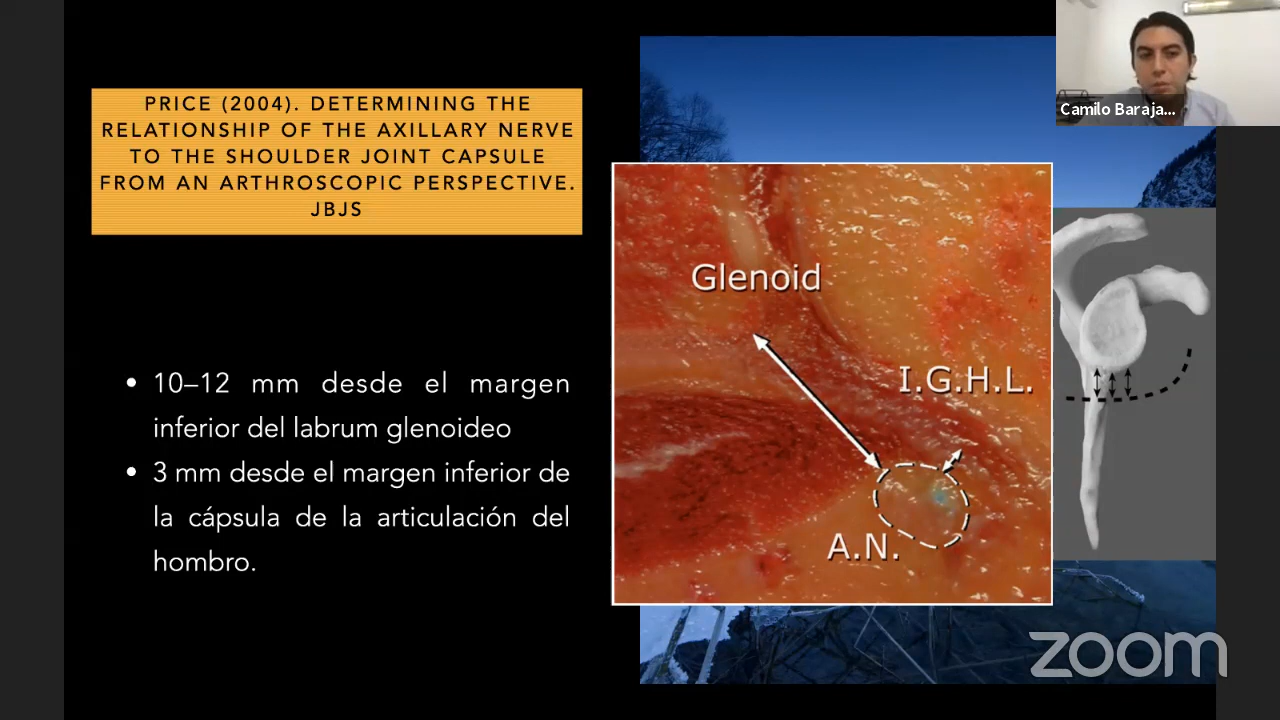 PRICE (2004). DETERMINING THE
RELATIONSHIP OF THE AXILLARY NERVE
TO THE SHOULDER JOINT CAPSULE
FROM AN ARTHROSCOPIC PERSPECTIVE.
JBJS
• 10–12 mm desde el margen
inferior del labrum glenoideo
• 3 mm desde el margen inferior de
la cápsula de la articulación del
hombro.
Glenoid
I.G.H.L.
A.N.
Camilo Baraja...
zoom